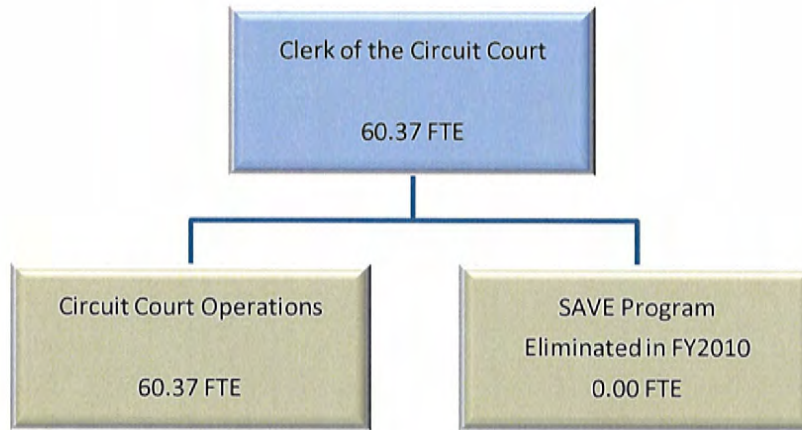 Clerk of the Circuit Court
60.37 FTE
Circuit Court Operations
60.37 FTE
SAVE Program
Eliminated in FY2010
0.00 FTE